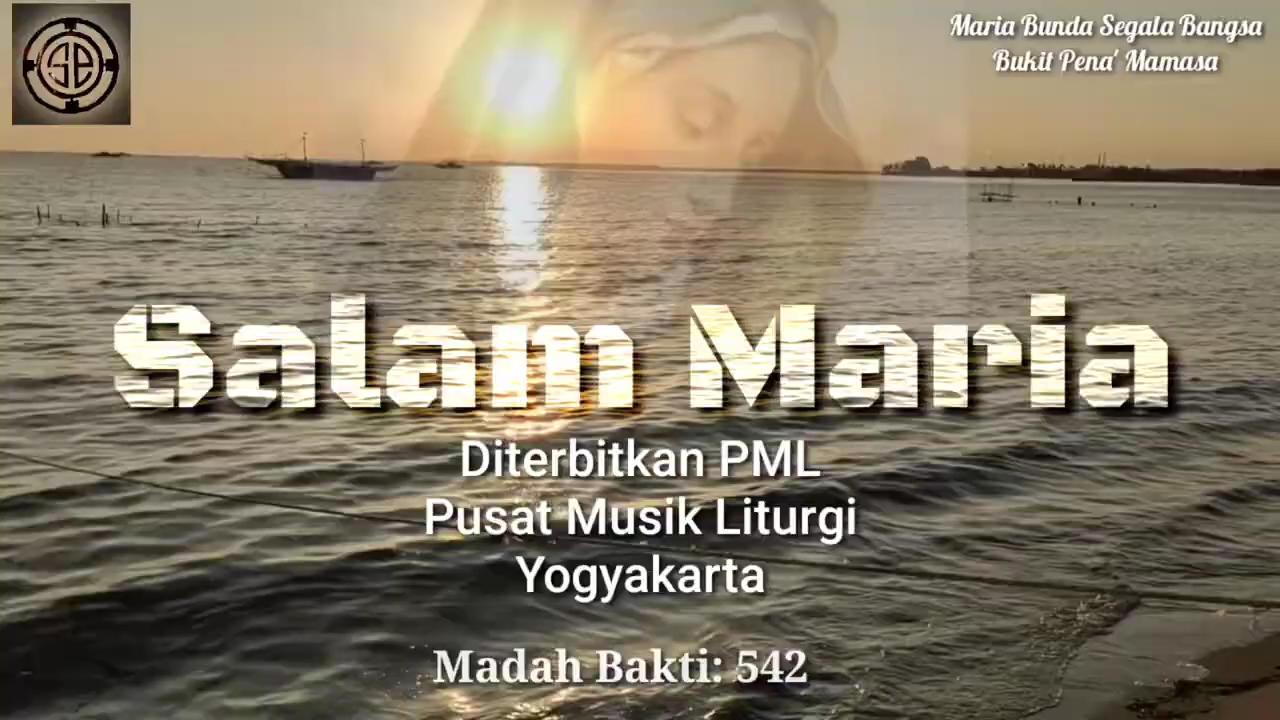 Maria Bunda Segala Bangsa
Bukit Pena' Mamasa
Salam Maria
Diterbitkan PML
Pusat Musik Liturgi
Yogyakarta
Madah Bakti: 542